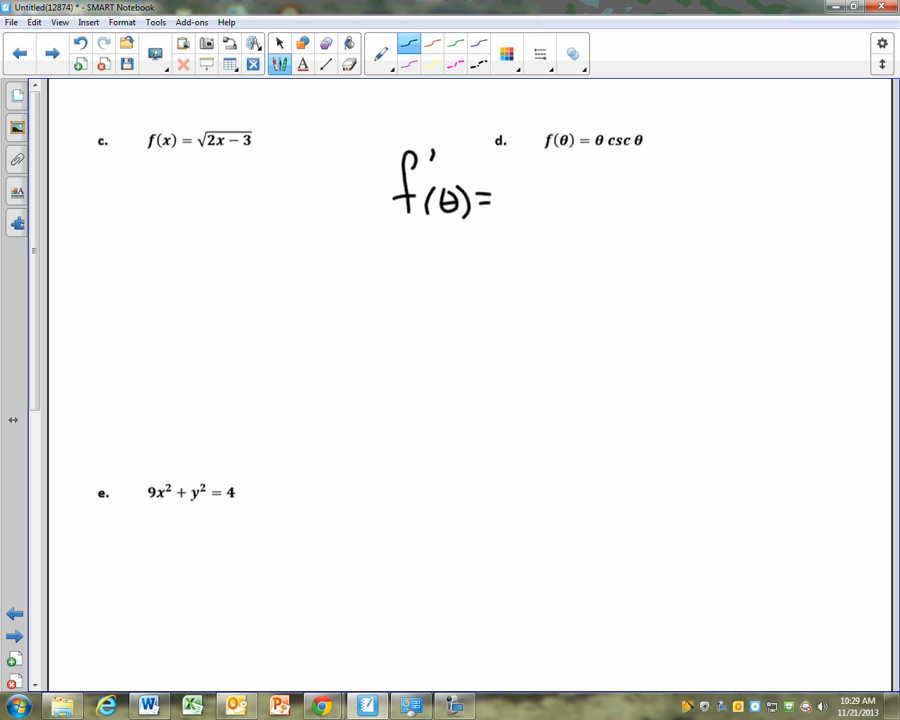 Untitled(12874) * - SMART Notebook
File Edit View Insert Format Tools Add-ons Help
c. f(x) = √(2x − 3)
d. f(θ) = θ csc θ
f'(θ)=
e. 9x² + y² = 4
10:29 AM
11/21/2013